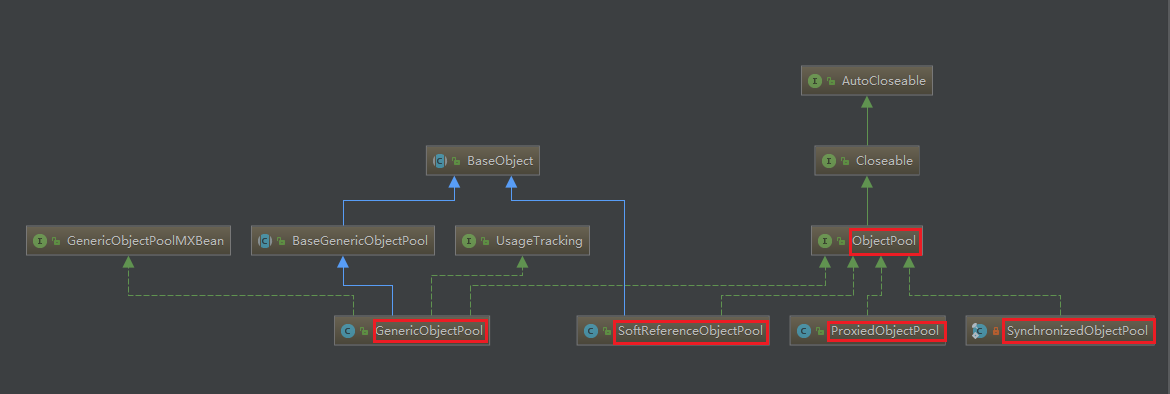 AutoCloseable
BaseObject
Closeable
GenericObjectPoolMXBean
BaseGenericObjectPool
UsageTracking
ObjectPool
GenericObjectPool
SoftReferenceObjectPool
ProxiedObjectPool
SynchronizedObjectPool